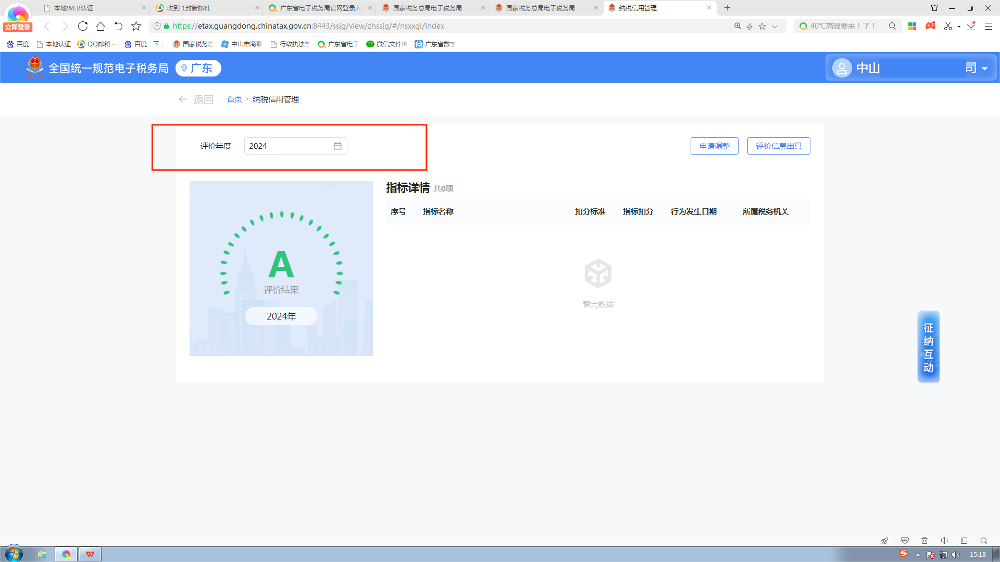 本地WEB认证
收到 1封新邮件
广东省电子税务局官网登录入
国家税务总局电子税务局
国家税务总局电子税务局
纳税信用管理
立即登录
https://etax.guangdong.chinatax.gov.cn:8443/ssjg/view/zhssjg/#/nsxxgl/index
40℃高温要来！了！
百度
本地认证
QQ邮箱 -
百度一下，
国家税务总
中山市商事
行政执法学
广东省电子
微信文件传
广东省数字
全国统一规范电子税务局
广东
中山
司
返回
首页 > 纳税信用管理
评价年度
2024
申请调整
评价信息出具
指标详情 共0项
序号
指标名称
扣分标准
指标扣分
行为发生日期
所属税务机关
A
评价结果
2024年
暂无数据
征纳互动
15:18